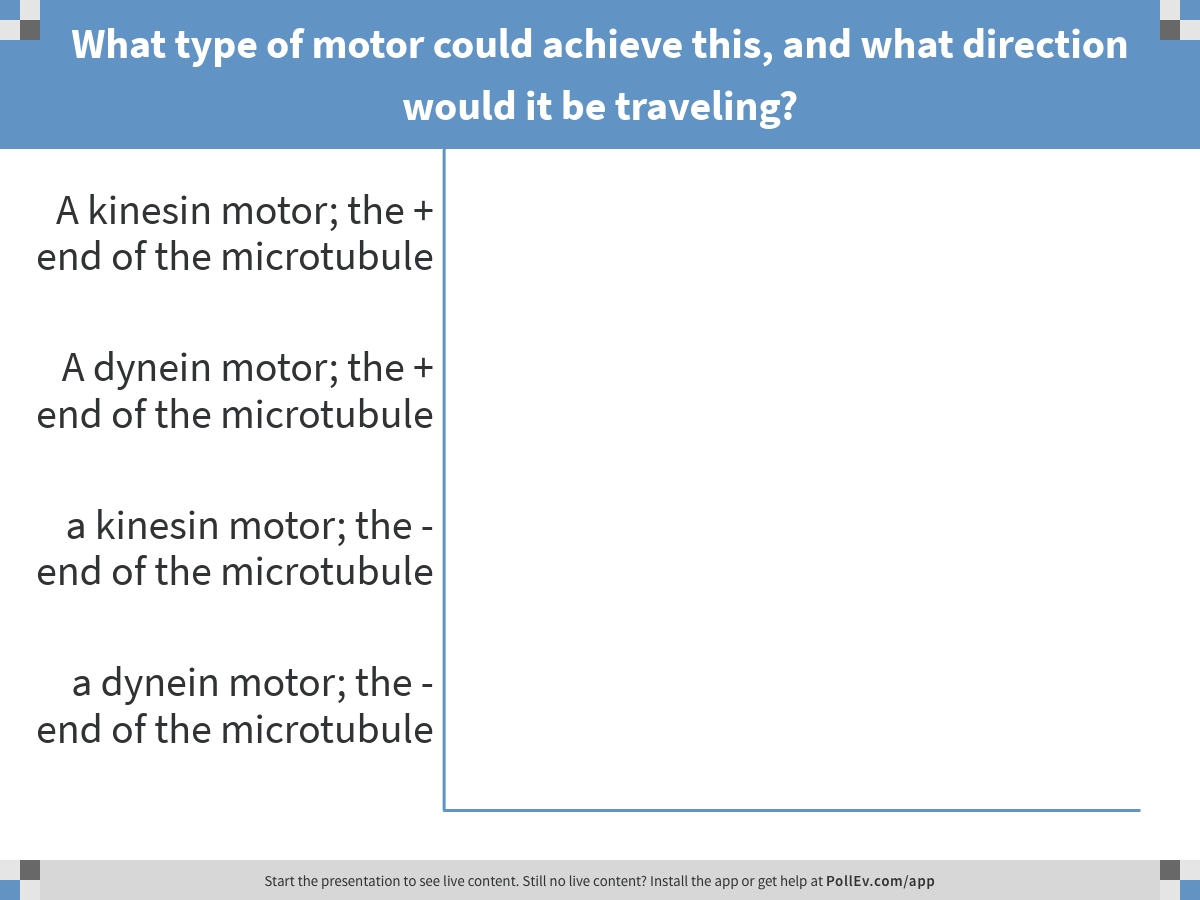 What type of motor could achieve this, and what direction
would it be traveling?
A kinesin motor; the +
end of the microtubule
A dynein motor; the +
end of the microtubule
a kinesin motor; the -
end of the microtubule
a dynein motor; the -
end of the microtubule
Start the presentation to see live content. Still no live content? Install the app or get help at PollEv.com/app